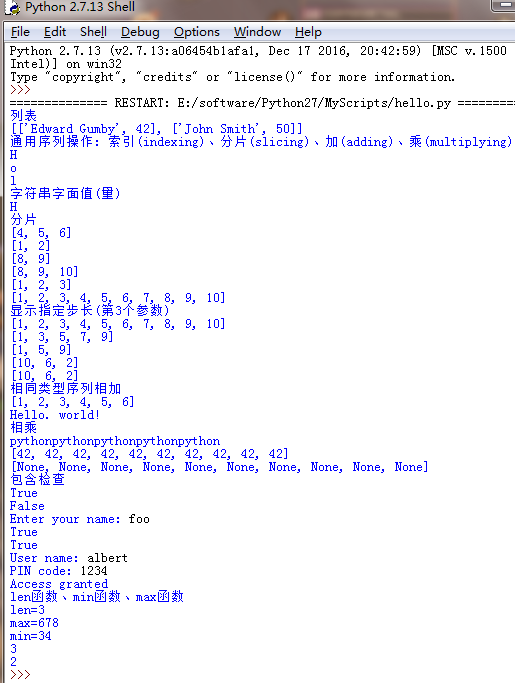 Python 2.7.13 Shell
File Edit Shell Debug Options Window Help
Python 2.7.13 (v2.7.13:a06454b1afa1, Dec 17 2016, 20:42:59) [MSC v.1500
Intel)] on win32
Type "copyright", "credits" or "license()" for more information.
>>>
============== RESTART: E:/software/Python27/MyScripts/hello.py =========
列表
[['Edward Gumby', 42], ['John Smith', 50]]
通用序列操作: 索引(indexing)、分片(slicing)、加(adding)、乘(multiplying)
H
o
l
字符串字面值(量)
H
分片
[4, 5, 6]
[1, 2]
[8, 9]
[8, 9, 10]
[1, 2, 3]
[1, 2, 3, 4, 5, 6, 7, 8, 9, 10]
显示指定步长(第3个参数)
[1, 2, 3, 4, 5, 6, 7, 8, 9, 10]
[1, 3, 5, 7, 9]
[1, 5, 9]
[10, 6, 2]
[10, 6, 2]
相同类型序列相加
[1, 2, 3, 4, 5, 6]
Hello. world!
相乘
pythonpythonpythonpythonpython
[42, 42, 42, 42, 42, 42, 42, 42, 42, 42]
[None, None, None, None, None, None, None, None, None, None]
包含检查
True
False
Enter your name: foo
True
True
User name: albert
PIN code: 1234
Access granted
len函数、min函数、max函数
len=3
max=678
min=34
3
2
>>>